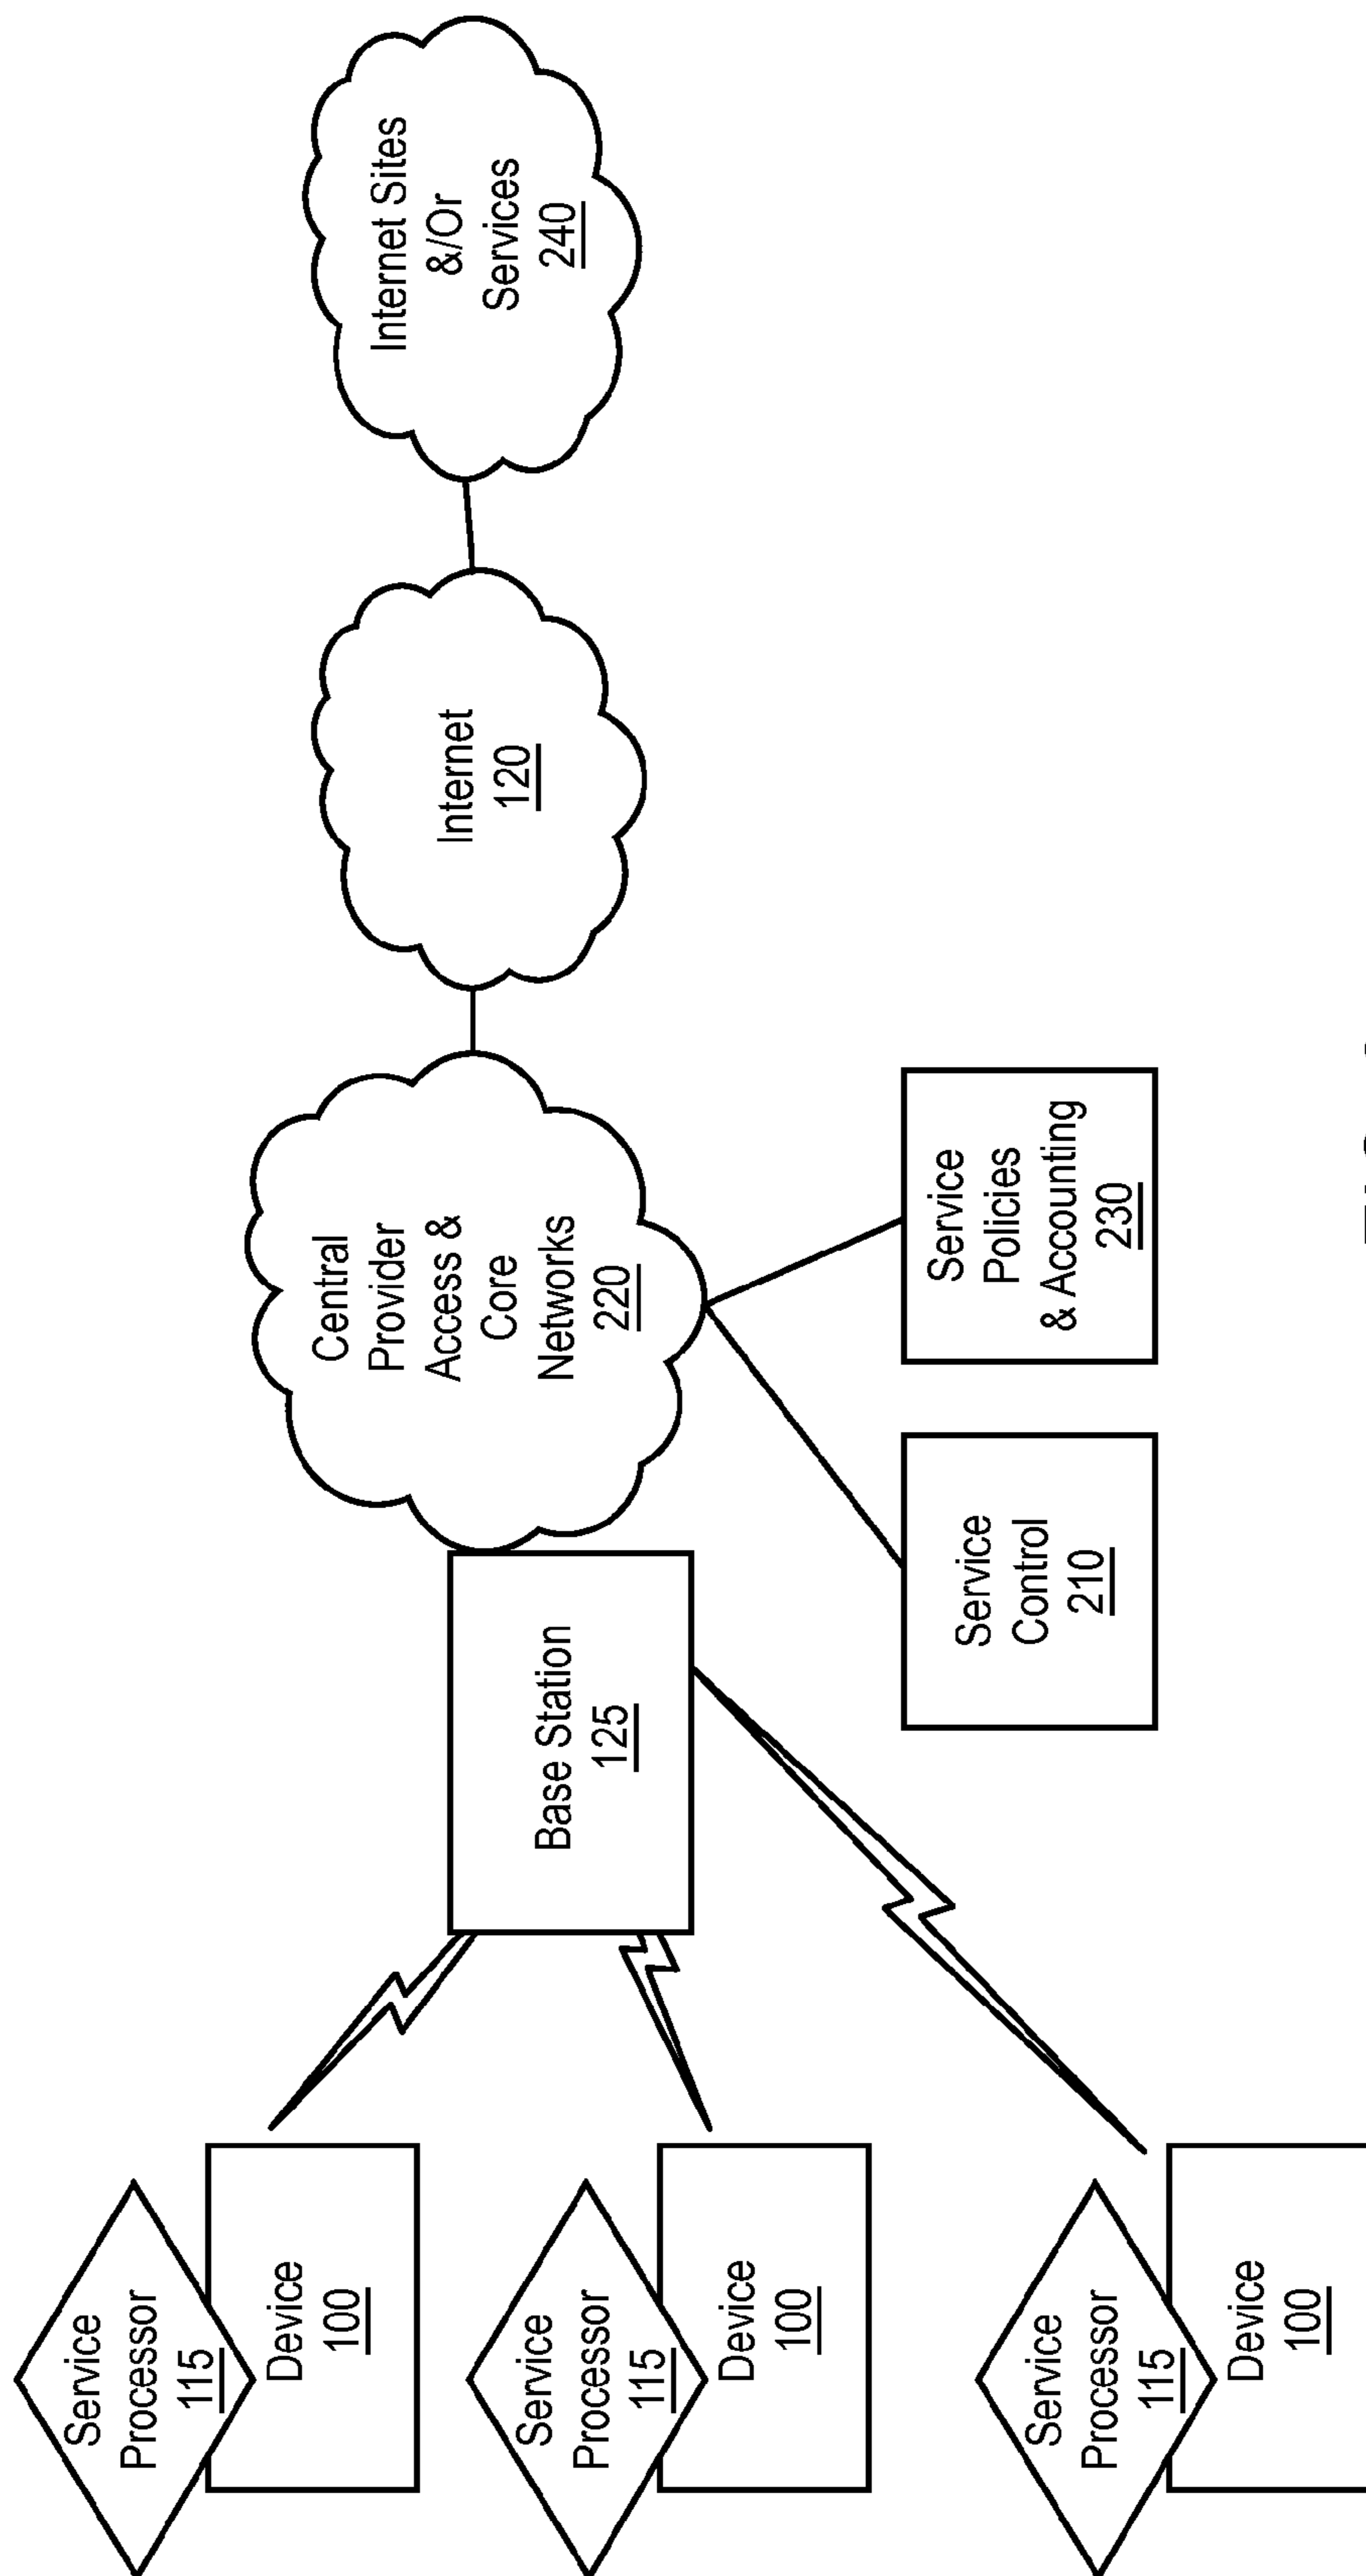 Service
Processor
115
Device
100
Service
Processor
115
Device
100
Service
Processor
115
Device
100
Base Station
125
Central
Provider
Access &
Core
Networks
220
Service
Control
210
Service
Policies
& Accounting
230
Internet
120
Internet Sites
&/Or
Services
240